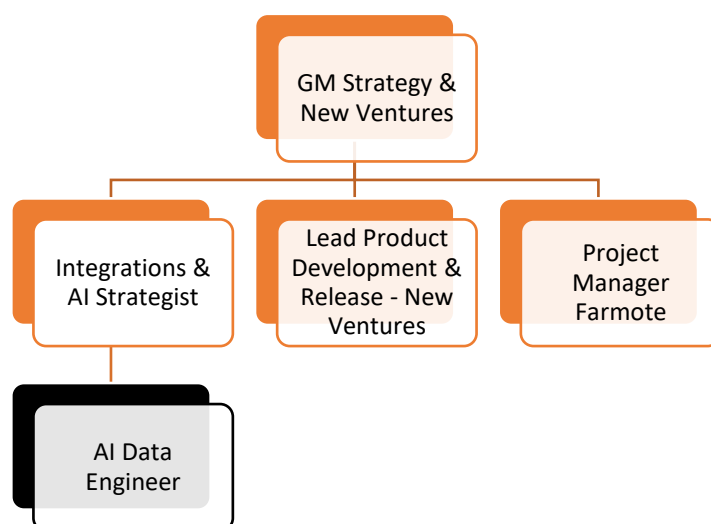 GM Strategy &
New Ventures
Integrations &
AI Strategist
Lead Product
Development &
Release - New
Ventures
Project
Manager
Farmote
AI Data
Engineer